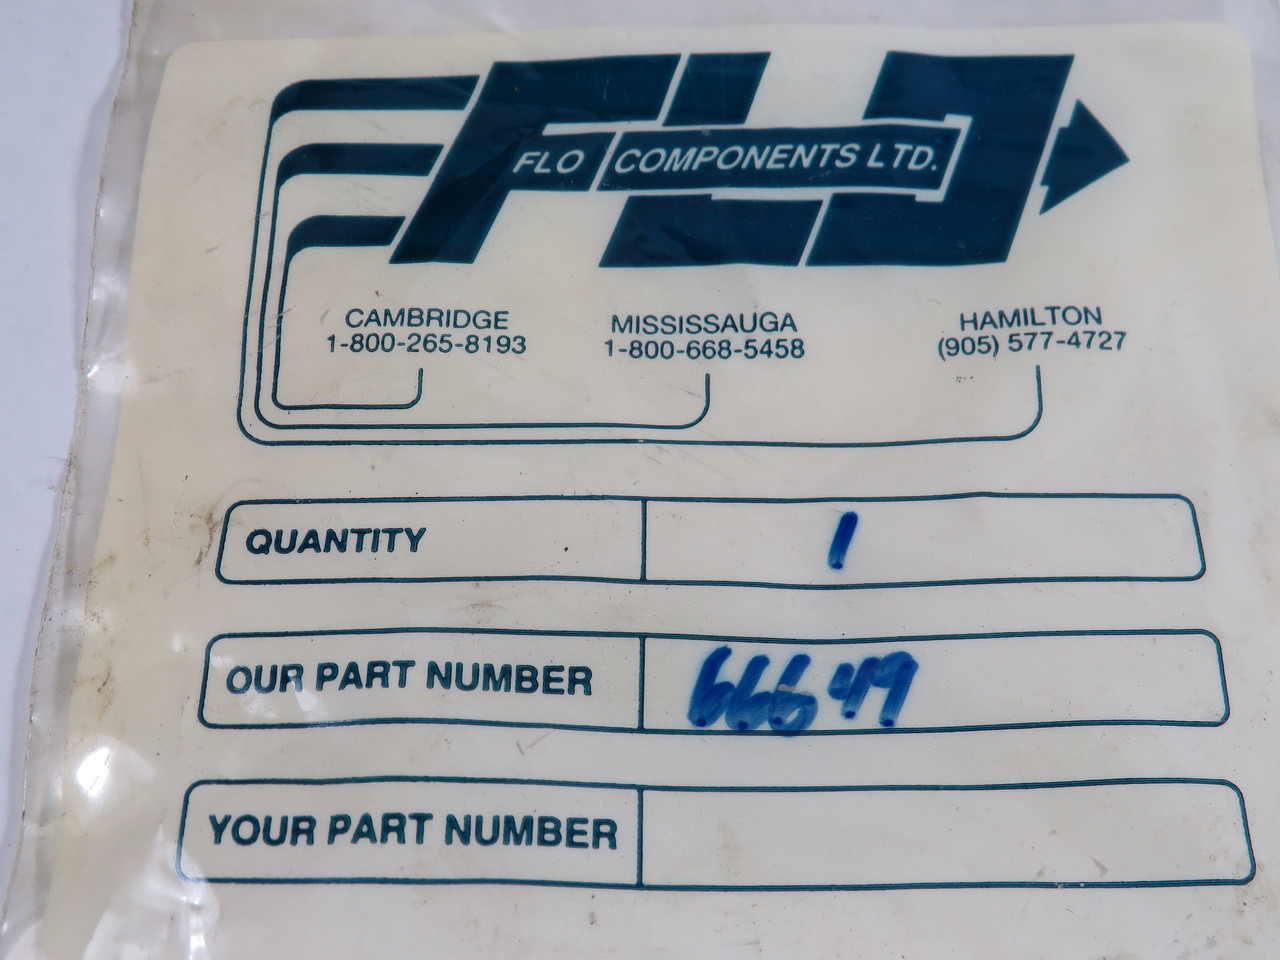 FLO
FLO COMPONENTS LTD.
CAMBRIDGE
1-800-265-8193
MISSISSAUGA
1-800-668-5458
HAMILTON
(905) 577-4727
QUANTITY 1
OUR PART NUMBER 66649
YOUR PART NUMBER